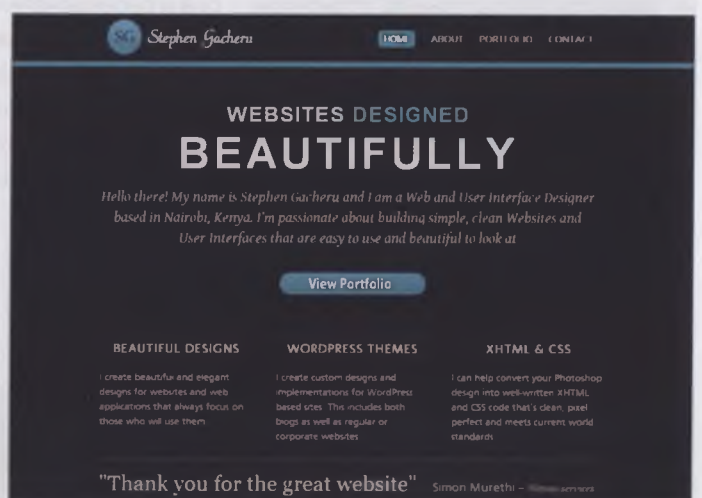 SG Stephen Gacheru
HOME ABOUT PORTFOLIO CONTACT
WEBSITES DESIGNED
BEAUTIFULLY
Hello there! My name is Stephen Gacheru and I am a Web and User Interface Designer
based in Nairobi, Kenya. I'm passionate about building simple, clean Websites and
User Interfaces that are easy to use and beautiful to look at
View Portfolio
BEAUTIFUL DESIGNS
I create beautiful and elegant
designs for websites and web
applications that always focus on
those who will use them
WORDPRESS THEMES
I create custom designs and
implementations for WordPress
based sites. This includes both
blogs as well as regular or
corporate websites
XHTML & CSS
I can help convert your Photoshop
design into well-written XHTML
and CSS code that's clean, pixel
perfect and meets current world
standards
"Thank you for the great website" Simon Murethi –